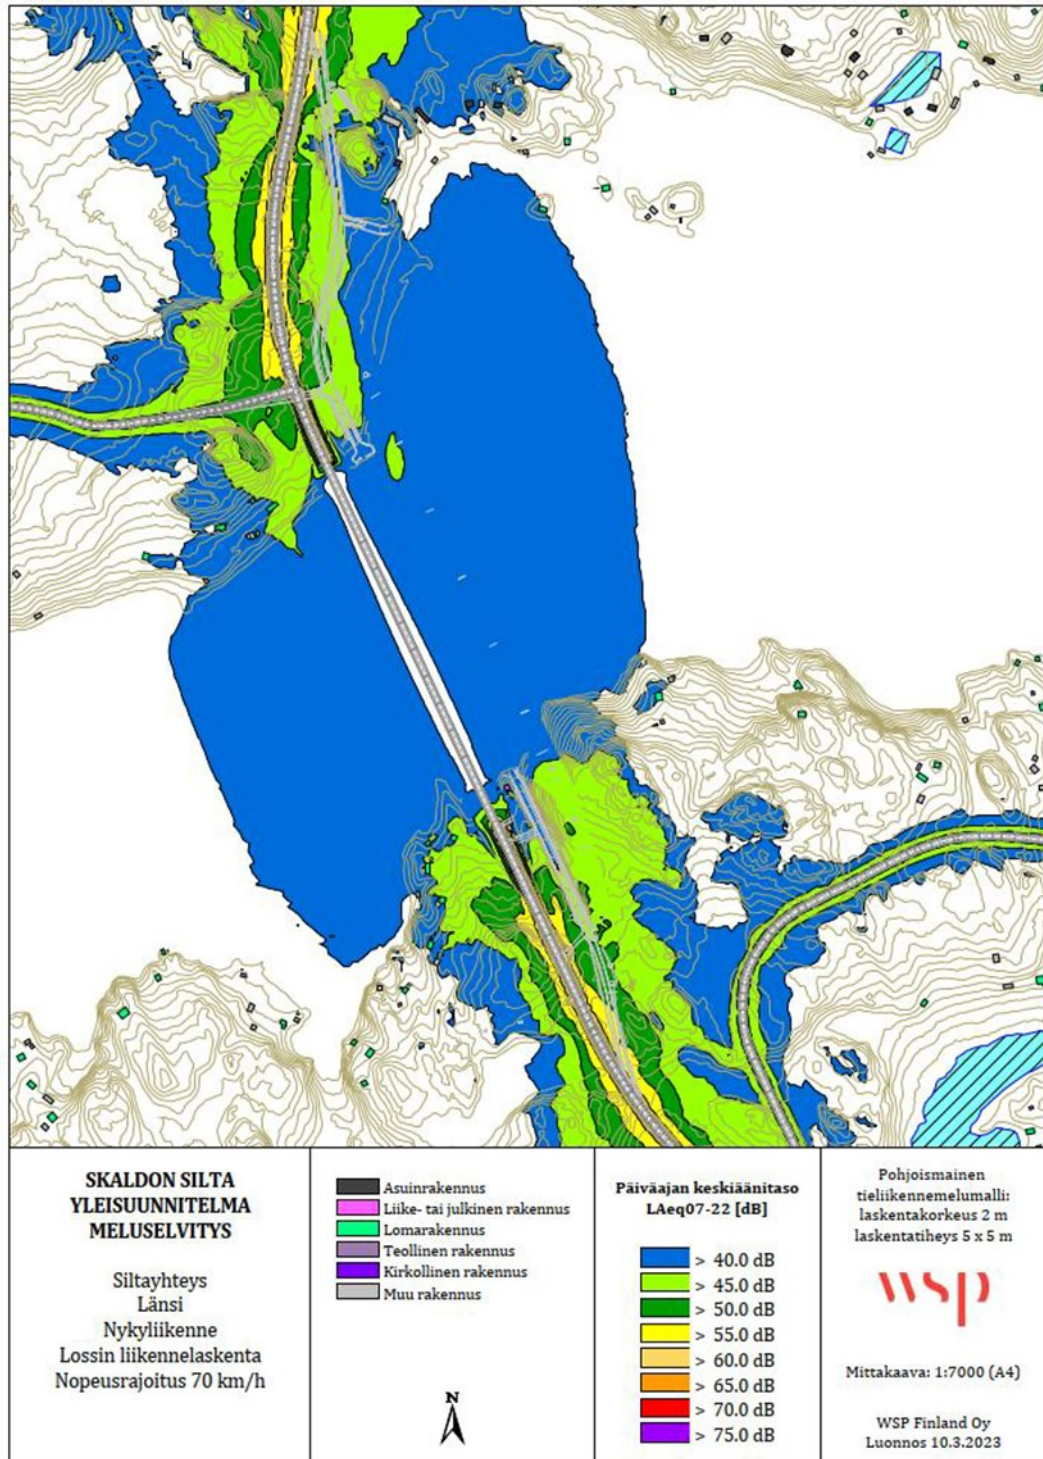 SKALDON SILTA
YLEISUUNNITELMA
MELUSELVITYS
Siltayhteys
Länsi
Nykyliikenne
Lossin liikennelaskenta
Nopeusrajoitus 70 km/h
Asuinrakennus
Liike- tai julkinen rakennus
Lomarakennus
Teollinen rakennus
Kirkollinen rakennus
Muu rakennus
N
Päiväajan keskiäänitaso
LAeq07-22 [dB]
> 40.0 dB
> 45.0 dB
> 50.0 dB
> 55.0 dB
> 60.0 dB
> 65.0 dB
> 70.0 dB
> 75.0 dB
Pohjoismainen
tieliikennemelumalli:
laskentakorkeus 2 m
laskentatiheys 5 x 5 m
wsp
Mittakaava: 1:7000 (A4)
WSP Finland Oy
Luonnos 10.3.2023